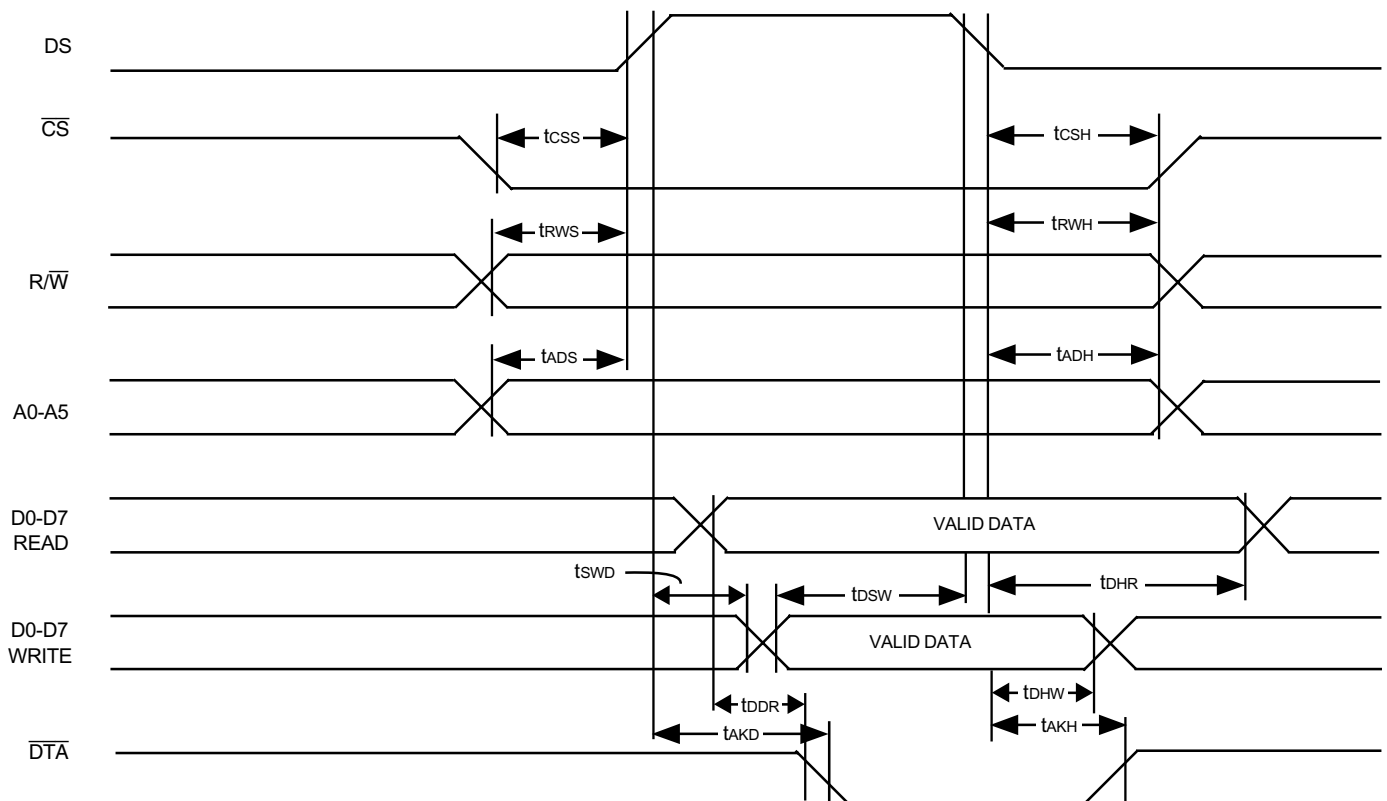 DS
CS
tCSS
tCSH
tRWS
tRWH
R/W
tADS
tADH
A0-A5
D0-D7
READ
VALID DATA
tSWD
tDSW
tDHR
D0-D7
WRITE
VALID DATA
tDDR
tDHW
tAKD
tAKH
DTA